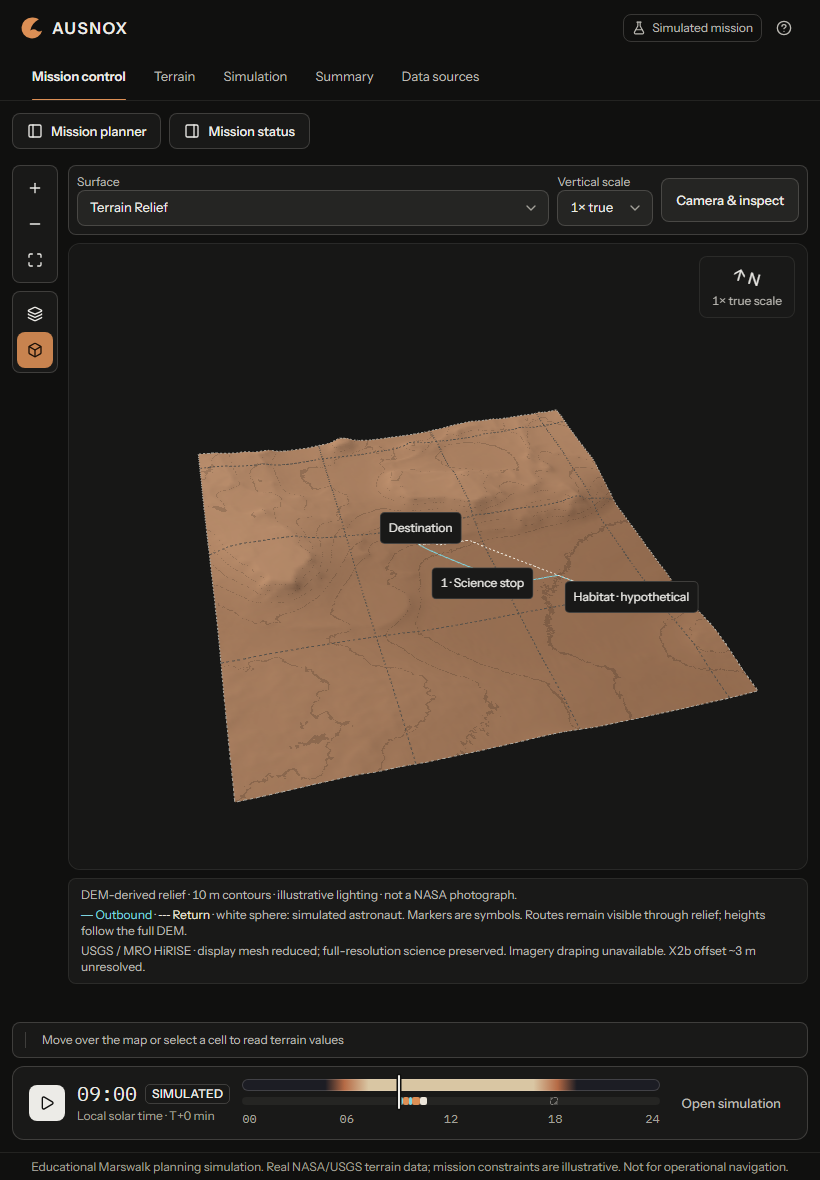 AUSNOX
Simulated mission
Mission control
Terrain
Simulation
Summary
Data sources
Mission planner
Mission status
Surface
Vertical scale
Terrain Relief
1× true
Camera & inspect
N
1× true scale
Destination
1 · Science stop
Habitat · hypothetical
DEM-derived relief · 10 m contours · illustrative lighting · not a NASA photograph.
— Outbound · --- Return · white sphere: simulated astronaut. Markers are symbols. Routes remain visible through relief; heights
follow the full DEM.
USGS / MRO HiRISE · display mesh reduced; full-resolution science preserved. Imagery draping unavailable. X2b offset ~3 m
unresolved.
Move over the map or select a cell to read terrain values
09:00 SIMULATED
Local solar time · T+0 min
00 06 12 18 24
Open simulation
Educational Marswalk planning simulation. Real NASA/USGS terrain data; mission constraints are illustrative. Not for operational navigation.